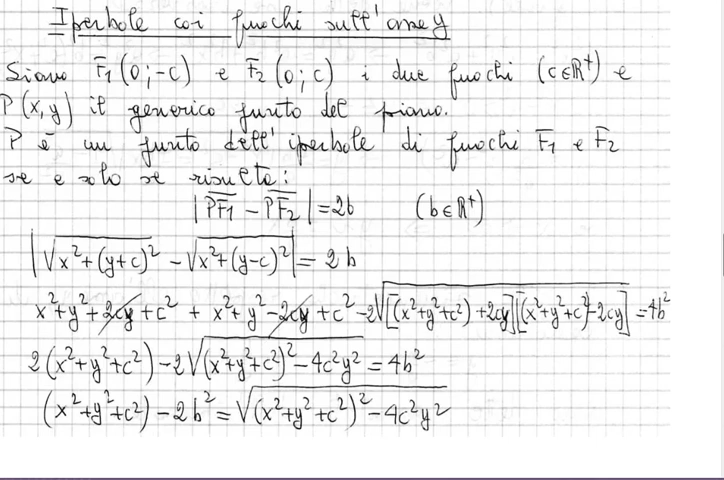 Iperbole coi fuochi sull'asse y
Siano F₁(0;-c) e F₂(0;c) i due fuochi (c∈ℝ⁺) e
P(x,y) il generico punto del piano.
P è un punto dell'iperbole di fuochi F₁ e F₂
se e solo se risulta:
|P̅F̅₁̅ - P̅F̅₂̅| = 2b (b∈ℝ⁺)
|√(x²+(y+c)²) - √(x²+(y-c)²)| = 2b
x²+y²+2cy+c² + x²+y²-2cy+c² -2√([(x²+y²+c²)+2cy][(x²+y²+c²)-2cy]) = 4b²
2(x²+y²+c²)-2√((x²+y²+c²)²-4c²y²) = 4b²
(x²+y²+c²)-2b² = √((x²+y²+c²)²-4c²y²)